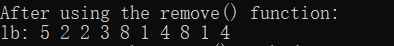 After using the remove() function:
lb: 5 2 2 3 8 1 4 8 1 4